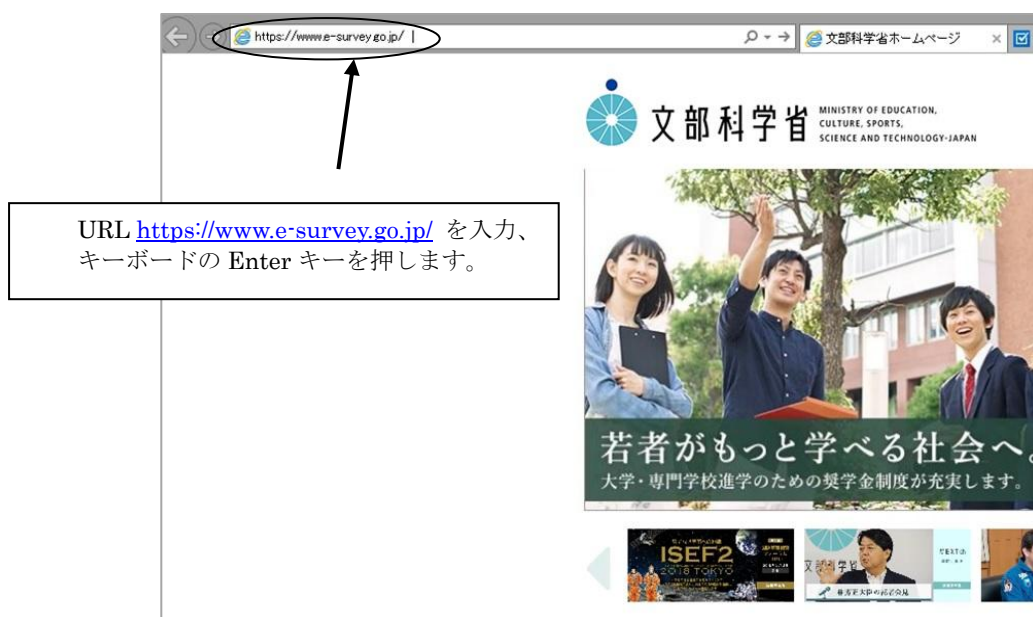 https://www.e-survey.go.jp/
文部科学省ホームページ
文部科学省
MINISTRY OF EDUCATION,
CULTURE, SPORTS,
SCIENCE AND TECHNOLOGY-JAPAN
URL https://www.e-survey.go.jp/ を入力、
キーボードの Enter キーを押します。
若者がもっと学べる社会へ。
大学・専門学校進学のための奨学金制度が充実します。
ISEF2
2018 TOKYO